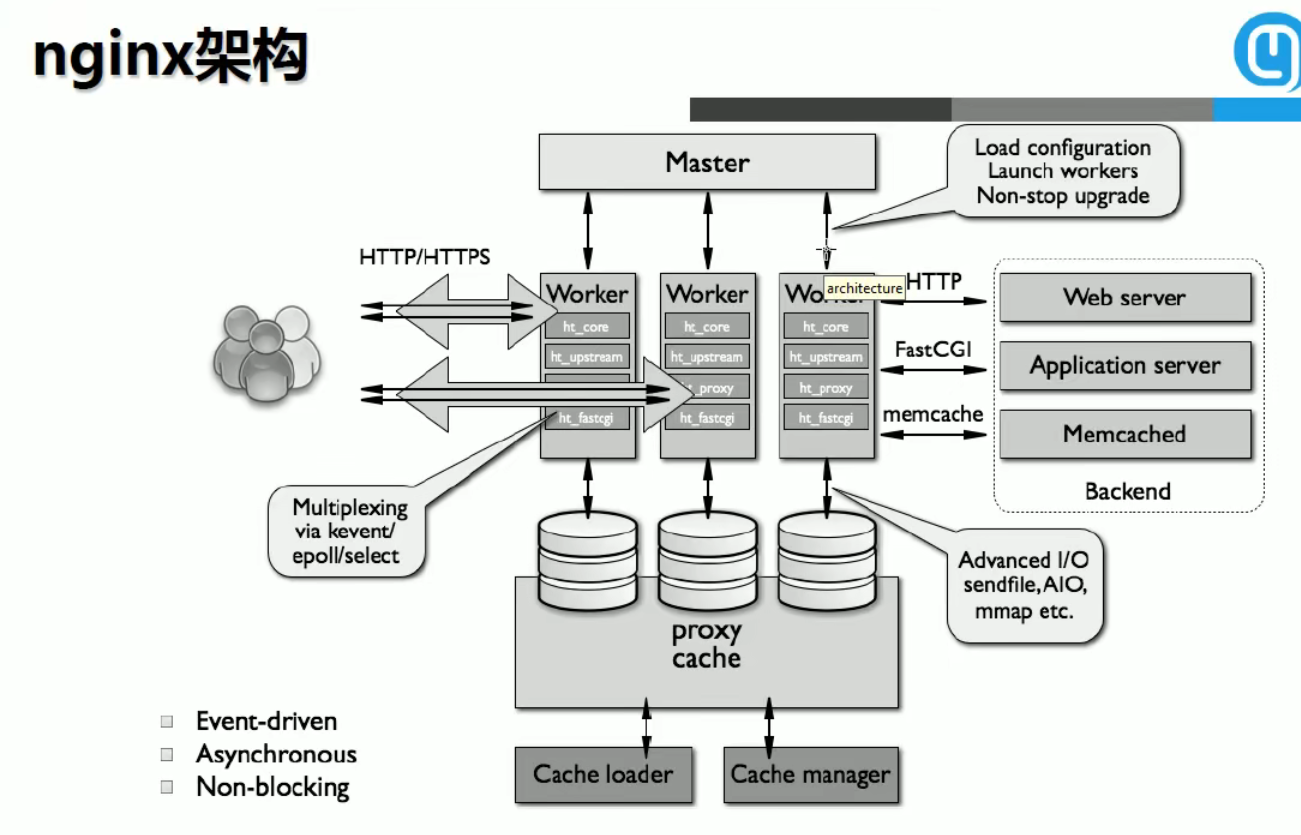 nginx架构
Master
Load configuration
Launch workers
Non-stop upgrade
HTTP/HTTPS
Worker
ht_core
ht_upstream
ht_fastcgi
Worker
ht_core
ht_upstream
ht_proxy
ht_fastcgi
Worker
ht_core
ht_upstream
ht_proxy
ht_fastcgi
architecture
HTTP
FastCGI
memcache
Web server
Application server
Memcached
Backend
Multiplexing
via kevent/
epoll/select
Advanced I/O
sendfile, AIO,
mmap etc.
proxy
cache
Cache loader
Cache manager
Event-driven
Asynchronous
Non-blocking